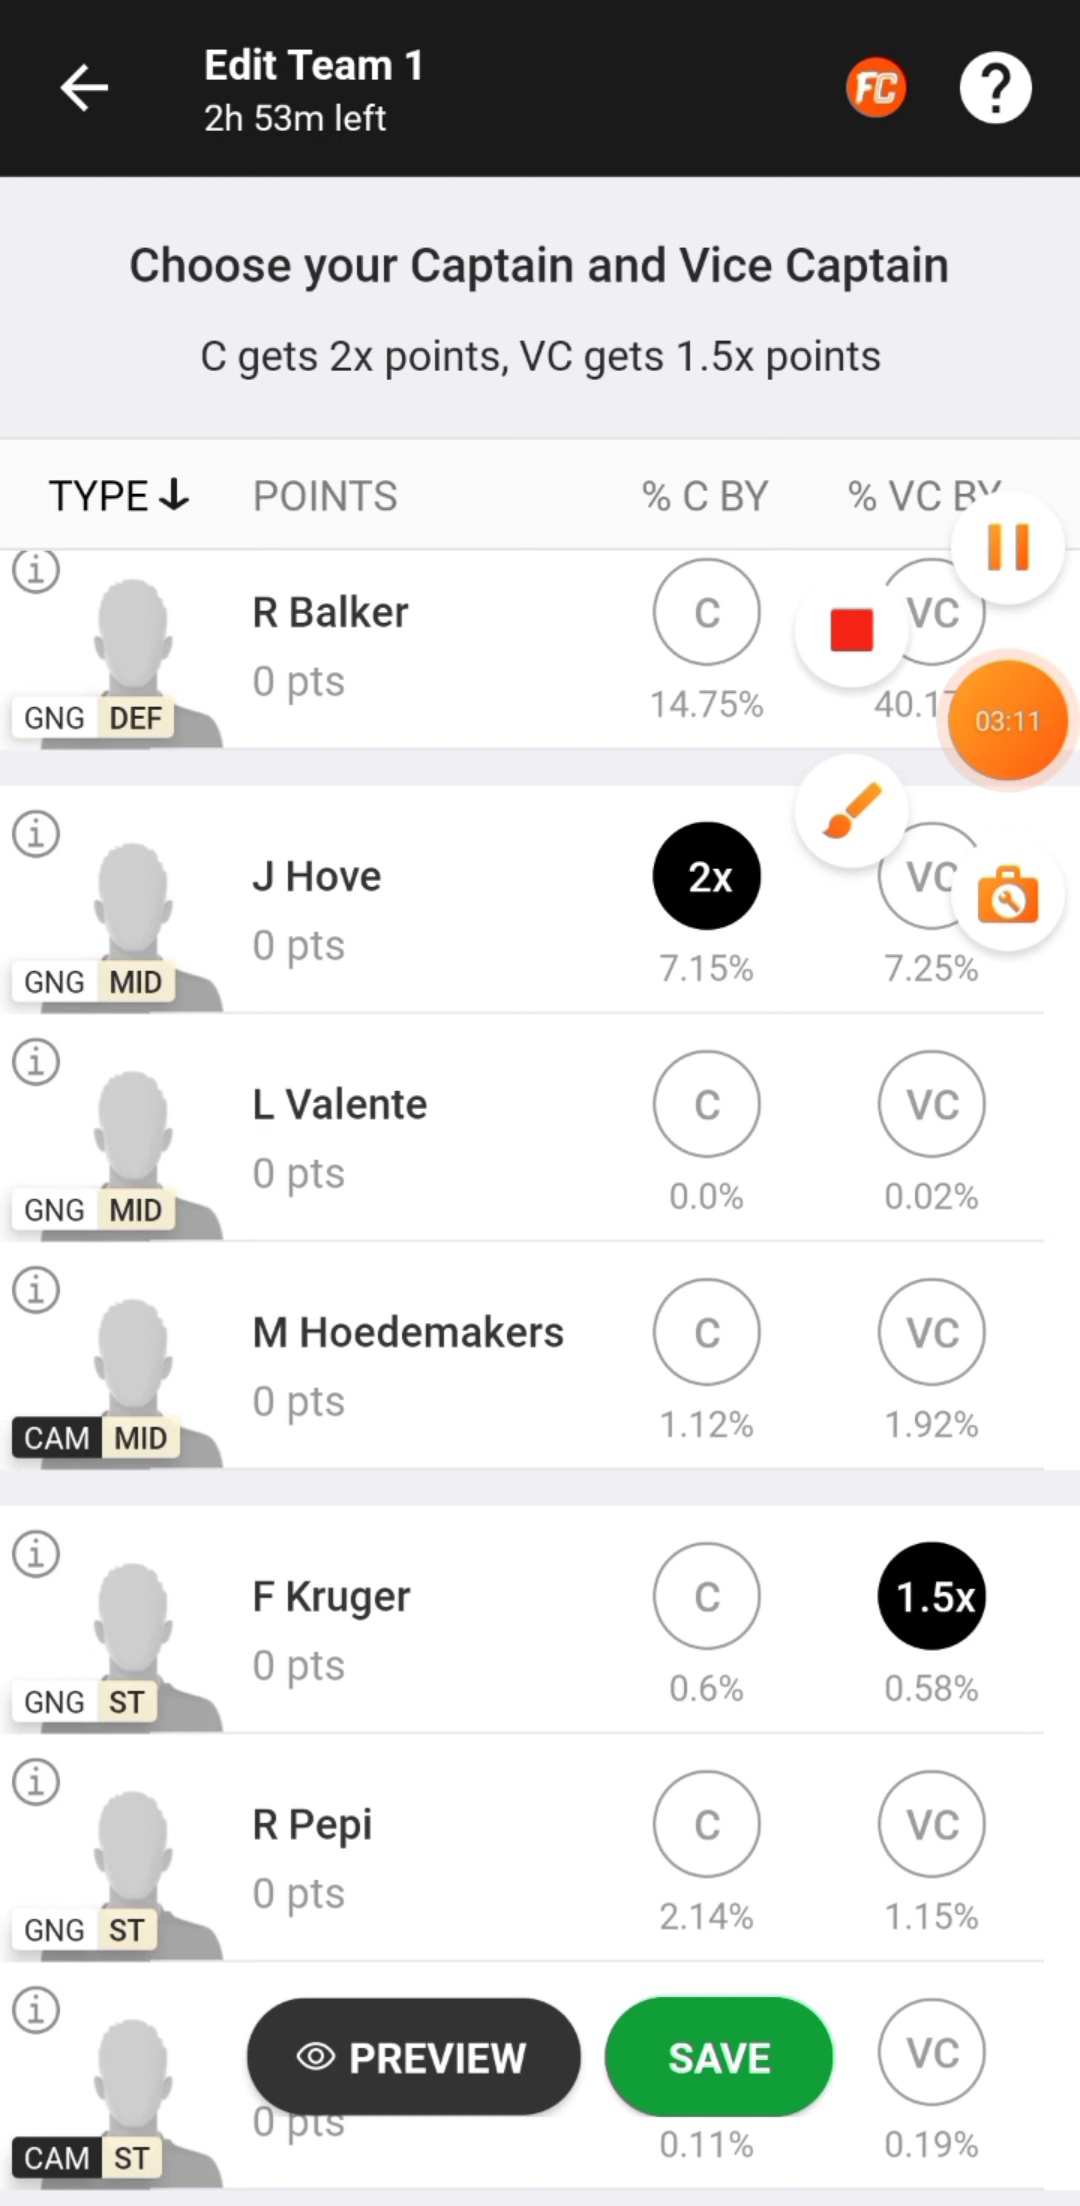 Edit Team 1
2h 53m left
FC
?
Choose your Captain and Vice Captain
C gets 2x points, VC gets 1.5x points
TYPE POINTS % C BY % VC BY
R Balker C VC
0 pts
14.75% 40.1
GNG DEF
03:11
J Hove 2x VC
0 pts
7.15% 7.25%
GNG MID
L Valente C VC
0 pts
0.0% 0.02%
GNG MID
M Hoedemakers C VC
0 pts
1.12% 1.92%
CAM MID
F Kruger C 1.5x
0 pts
0.6% 0.58%
GNG ST
R Pepi C VC
0 pts
2.14% 1.15%
GNG ST
PREVIEW SAVE VC
0 pts
0.11% 0.19%
CAM ST